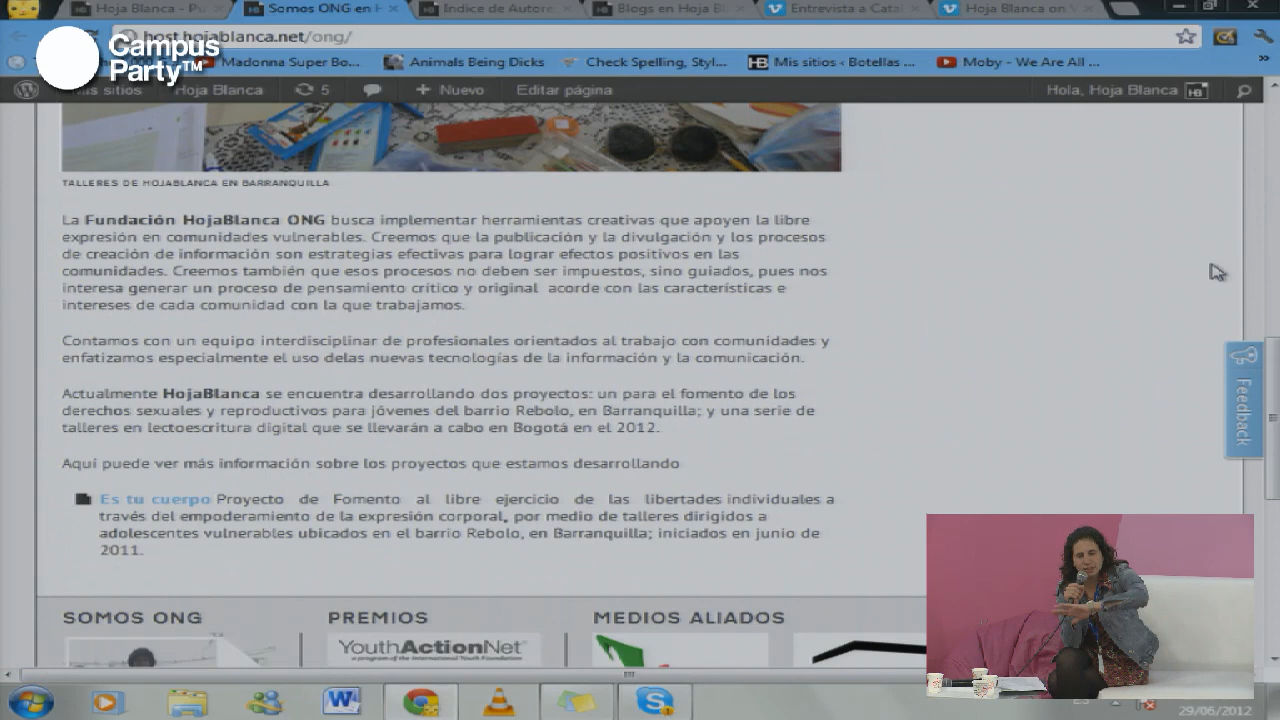 Hoja Blanca - Pu
Somos ONG en H
Indice de Autore
Blogs en Hoja Bl
Entrevista a Catal
Hoja Blanca on V
Campus
Party™
host.hojablanca.net/ong/
Madonna Super Bo...
Animals Being Dicks
Check Spelling, Styl...
HB Mis sitios ‹ Botellas ...
Moby - We Are All ...
»
Mis sitios
Hoja Blanca
5
+ Nuevo
Editar página
Hola, Hoja Blanca HB
TALLERES DE HOJABLANCA EN BARRANQUILLA
La Fundación HojaBlanca ONG busca implementar herramientas creativas que apoyen la libre
expresión en comunidades vulnerables. Creemos que la publicación y la divulgación y los procesos
de creación de información son estrategias efectivas para lograr efectos positivos en las
comunidades. Creemos también que esos procesos no deben ser impuestos, sino guiados, pues nos
interesa generar un proceso de pensamiento crítico y original acorde con las características e
intereses de cada comunidad con la que trabajamos.
Contamos con un equipo interdisciplinar de profesionales orientados al trabajo con comunidades y
enfatizamos especialmente el uso delas nuevas tecnologías de la información y la comunicación.
Actualmente HojaBlanca se encuentra desarrollando dos proyectos: un para el fomento de los
derechos sexuales y reproductivos para jóvenes del barrio Rebolo, en Barranquilla; y una serie de
talleres en lectoescritura digital que se llevarán a cabo en Bogotá en el 2012.
Aquí puede ver más información sobre los proyectos que estamos desarrollando
Es tu cuerpo Proyecto de Fomento al libre ejercicio de las libertades individuales a
través del empoderamiento de la expresión corporal, por medio de talleres dirigidos a
adolescentes vulnerables ubicados en el barrio Rebolo, en Barranquilla; iniciados en junio de
2011.
Feedback
SOMOS ONG
PREMIOS
MEDIOS ALIADOS
YouthActionNet
a program of the International Youth Foundation
ES
29/06/2012